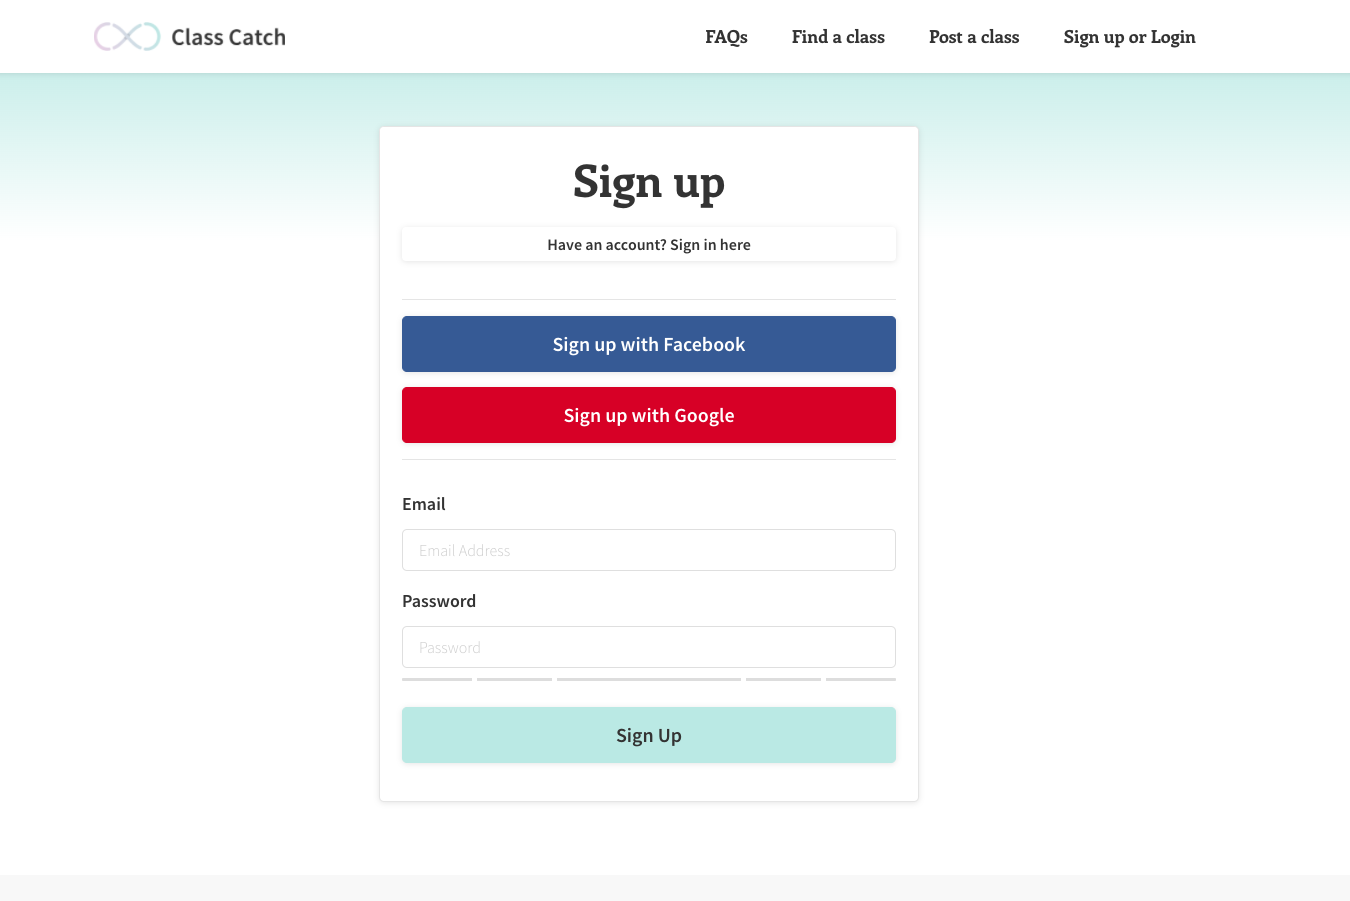 Class Catch
FAQs
Find a class
Post a class
Sign up or Login
Sign up
Have an account? Sign in here
Sign up with Facebook
Sign up with Google
Email
Email Address
Password
Password
Sign Up